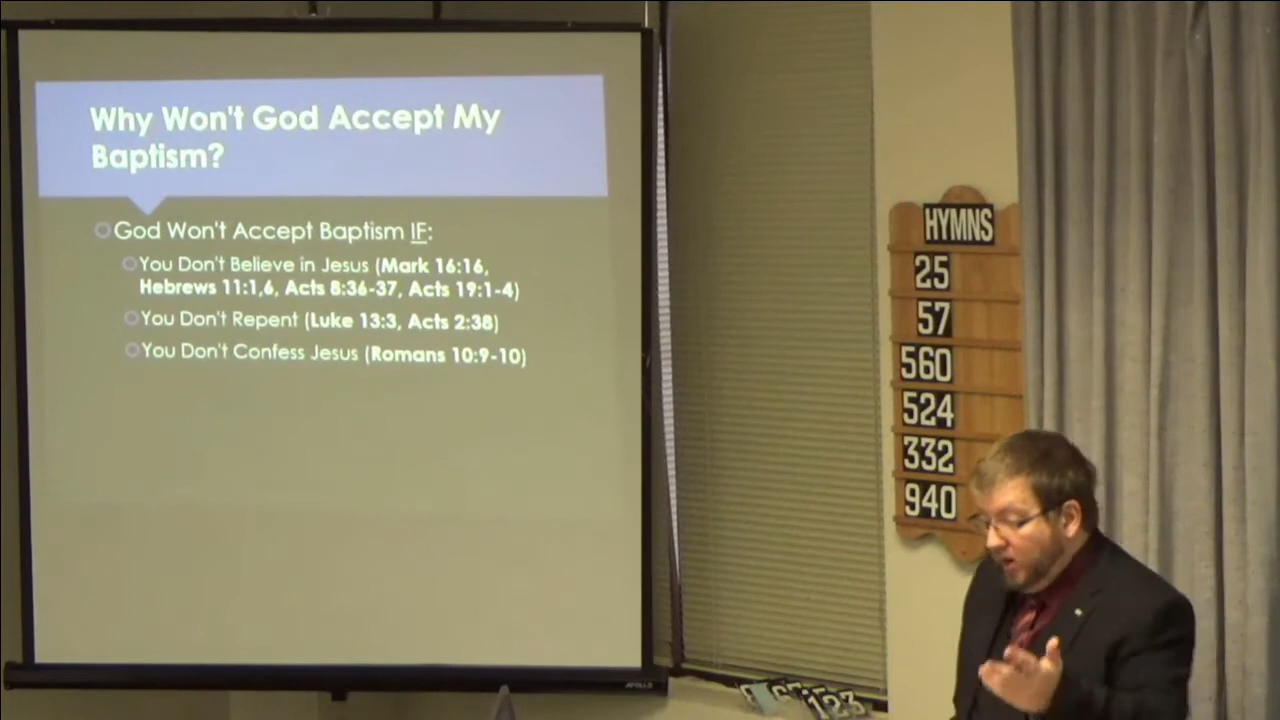 Why Won't God Accept My
Baptism?
God Won't Accept Baptism IF:
You Don't Believe in Jesus (Mark 16:16,
Hebrews 11:1,6, Acts 8:36-37, Acts 19:1-4)
You Don't Repent (Luke 13:3, Acts 2:38)
You Don't Confess Jesus (Romans 10:9-10)
HYMNS
25
57
560
524
332
940
APOLLO